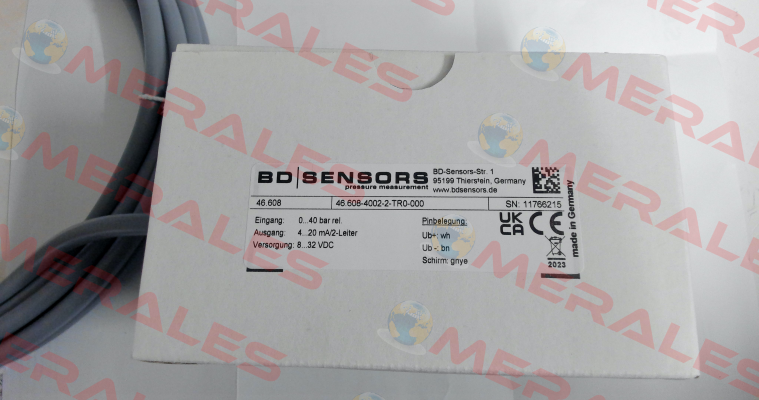 BD|SENSORS
pressure measurement
BD-Sensors-Str. 1
95199 Thierstein, Germany
www.bdsensors.de
46.608 46.608-4002-2-TR0-000 SN: 11766215
Eingang: 0...40 bar rel.
Ausgang: 4...20 mA/2-Leiter
Versorgung: 8...32 VDC
Pinbelegung:
Ub+: wh
Ub -: bn
Schirm: gnye
UK
CA
CE
2023
made in Germany
MERALES
MERALES
MERALES
MERALES
MERALES
MERALES